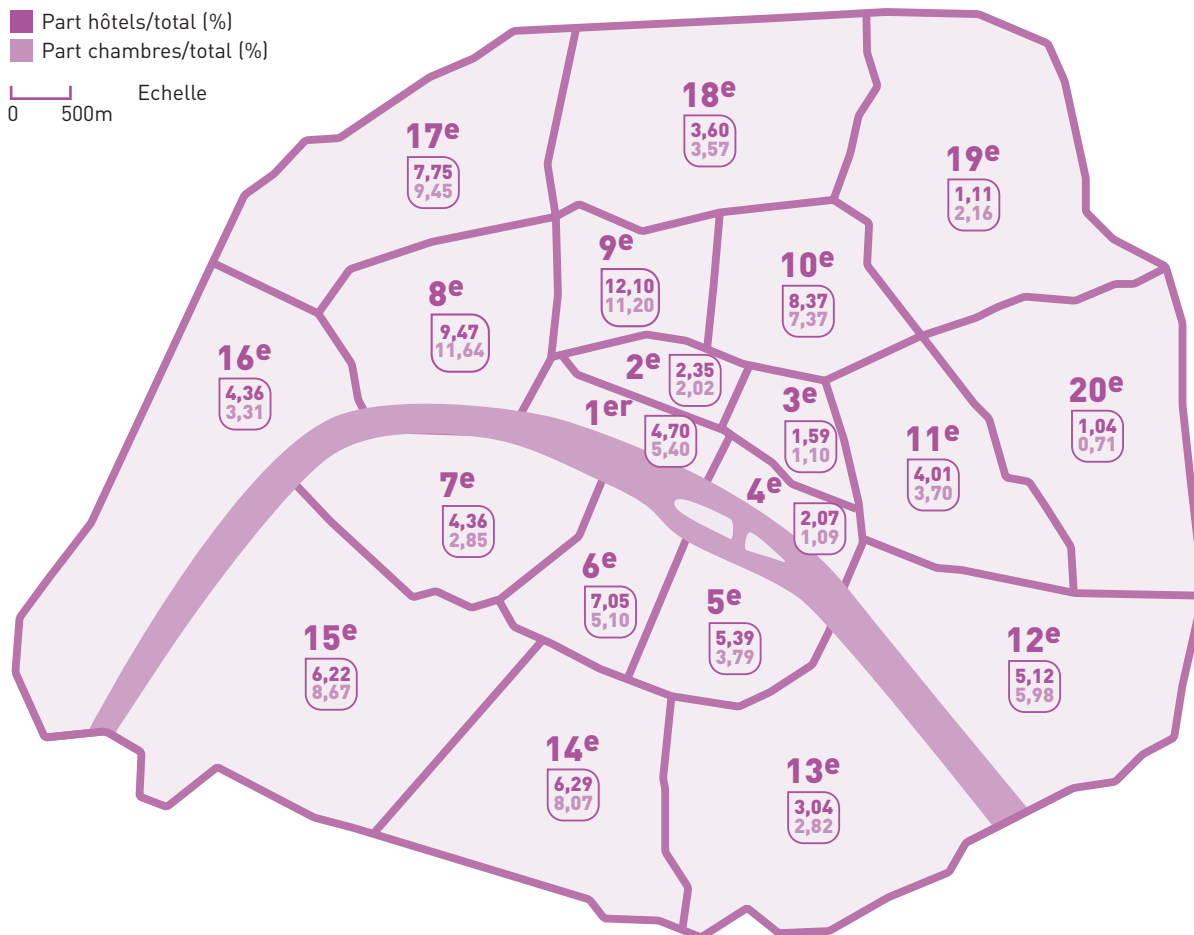 Part hôtels/total (%)
Part chambres/total (%)
Echelle
0 500m
18e
3,60
3,57
17e
7,75
9,45
19e
1,11
2,16
9e
12,10
11,20
10e
8,37
7,37
8e
9,47
11,64
16e
4,36
3,31
2e
2,35
2,02
20e
1,04
0,71
3e
1,59
1,10
1er
4,70
5,40
11e
4,01
3,70
7e
4,36
2,85
4e
2,07
1,09
6e
7,05
5,10
5e
5,39
3,79
15e
6,22
8,67
12e
5,12
5,98
14e
6,29
8,07
13e
3,04
2,82